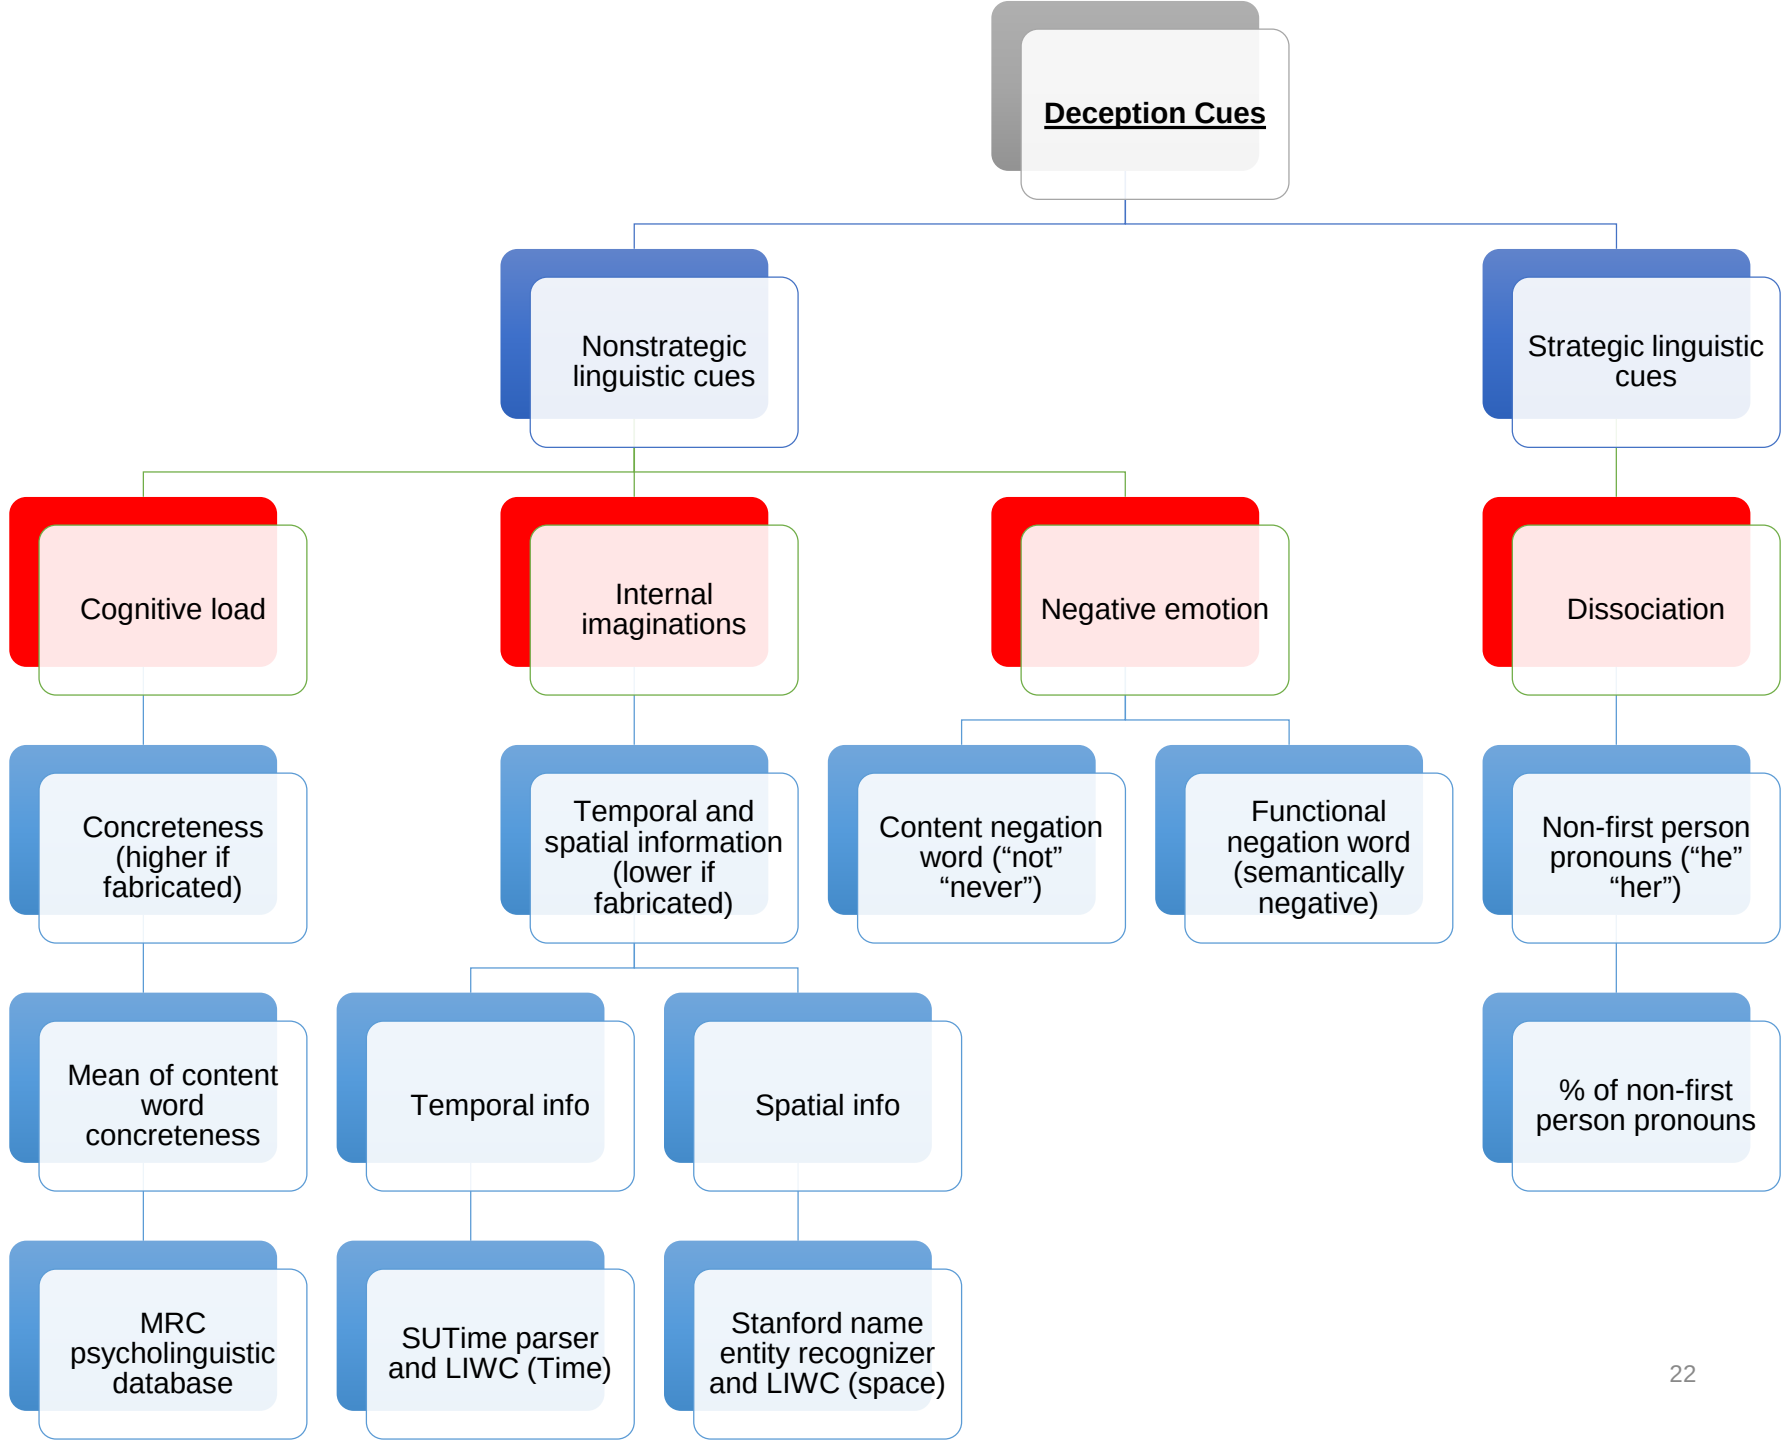 Deception Cues
Nonstrategic
linguistic cues
Strategic linguistic
cues
Cognitive load
Internal
imaginations
Negative emotion
Dissociation
Concreteness
(higher if
fabricated)
Temporal and
spatial information
(lower if
fabricated)
Content negation
word (“not”
“never”)
Functional
negation word
(semantically
negative)
Non-first person
pronouns (“he”
“her”)
Mean of content
word
concreteness
Temporal info
Spatial info
% of non-first
person pronouns
MRC
psycholinguistic
database
SUTime parser
and LIWC (Time)
Stanford name
entity recognizer
and LIWC (space)
22